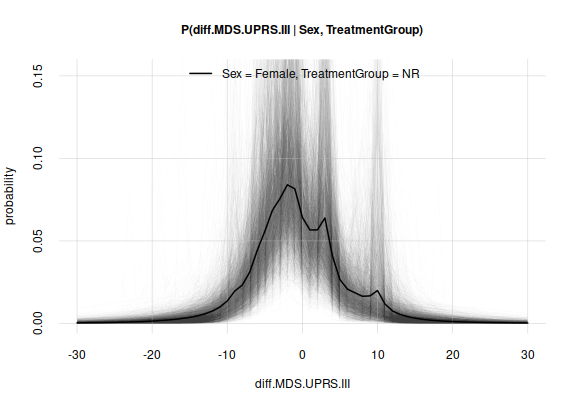 P(diff.MDS.UPRS.III | Sex, TreatmentGroup)
Sex = Female, TreatmentGroup = NR
probability
0.15
0.10
0.05
0.00
-30 -20 -10 0 10 20 30
diff.MDS.UPRS.III